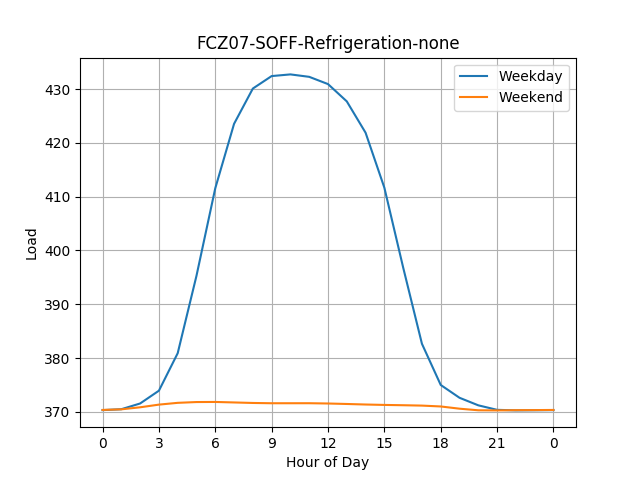 FCZ07-SOFF-Refrigeration-none
Weekday
Weekend
430
420
410
400
390
380
370
Load
0 3 6 9 12 15 18 21 0
Hour of Day